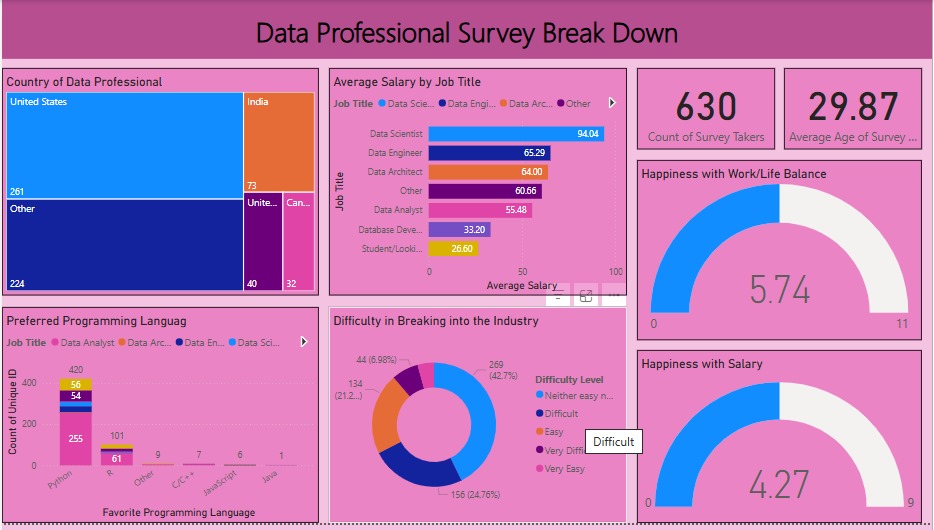 Data Professional Survey Break Down
Country of Data Professional
United States
261
India
73
Other
224
Unite...
40
Can...
32
Average Salary by Job Title
Job Title Data Scie... Data Engi... Data Arc... Other
Data Scientist 94.04
Data Engineer 65.29
Data Architect 64.00
Other 60.66
Data Analyst 55.48
Database Deve... 33.20
Student/Looki... 26.60
0 50 100
Job Title
Average Salary
630
Count of Survey Takers
29.87
Average Age of Survey ...
Happiness with Work/Life Balance
5.74
0 11
Preferred Programming Languag
Job Title Data Analyst Data Arc... Data En... Data Sci...
Count of Unique ID
400
200
0
420
56
54
255
101
61
9
7
6
1
Python R Other C/C++ JavaScript Java
Favorite Programming Language
Difficulty in Breaking into the Industry
44 (6.98%)
269
(42.7%)
134
(21.2...)
156 (24.76%)
Difficulty Level
Neither easy n...
Difficult
Easy
Very Diffi
Very Easy
Difficult
Happiness with Salary
4.27
0 9